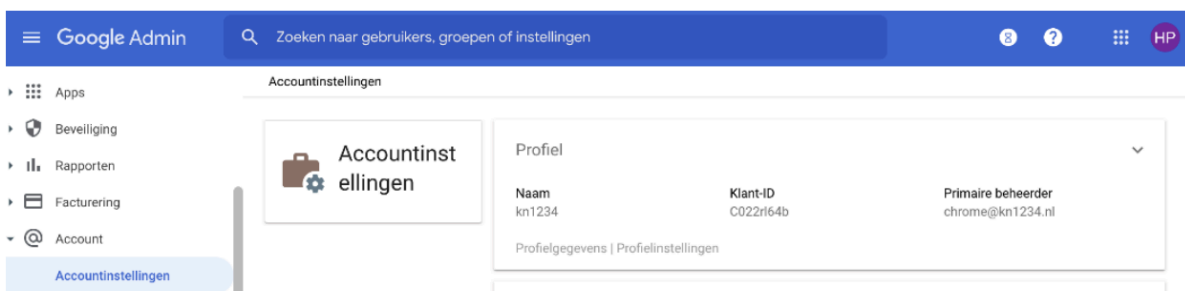 Google Admin
Zoeken naar gebruikers, groepen of instellingen
8
?
HP
Apps
Beveiliging
Rapporten
Facturering
Account
Accountinstellingen
Accountinstellingen
Accountinst
ellingen
Profiel
Naam Klant-ID Primaire beheerder
kn1234 C022rl64b chrome@kn1234.nl
Profielgegevens | Profielinstellingen